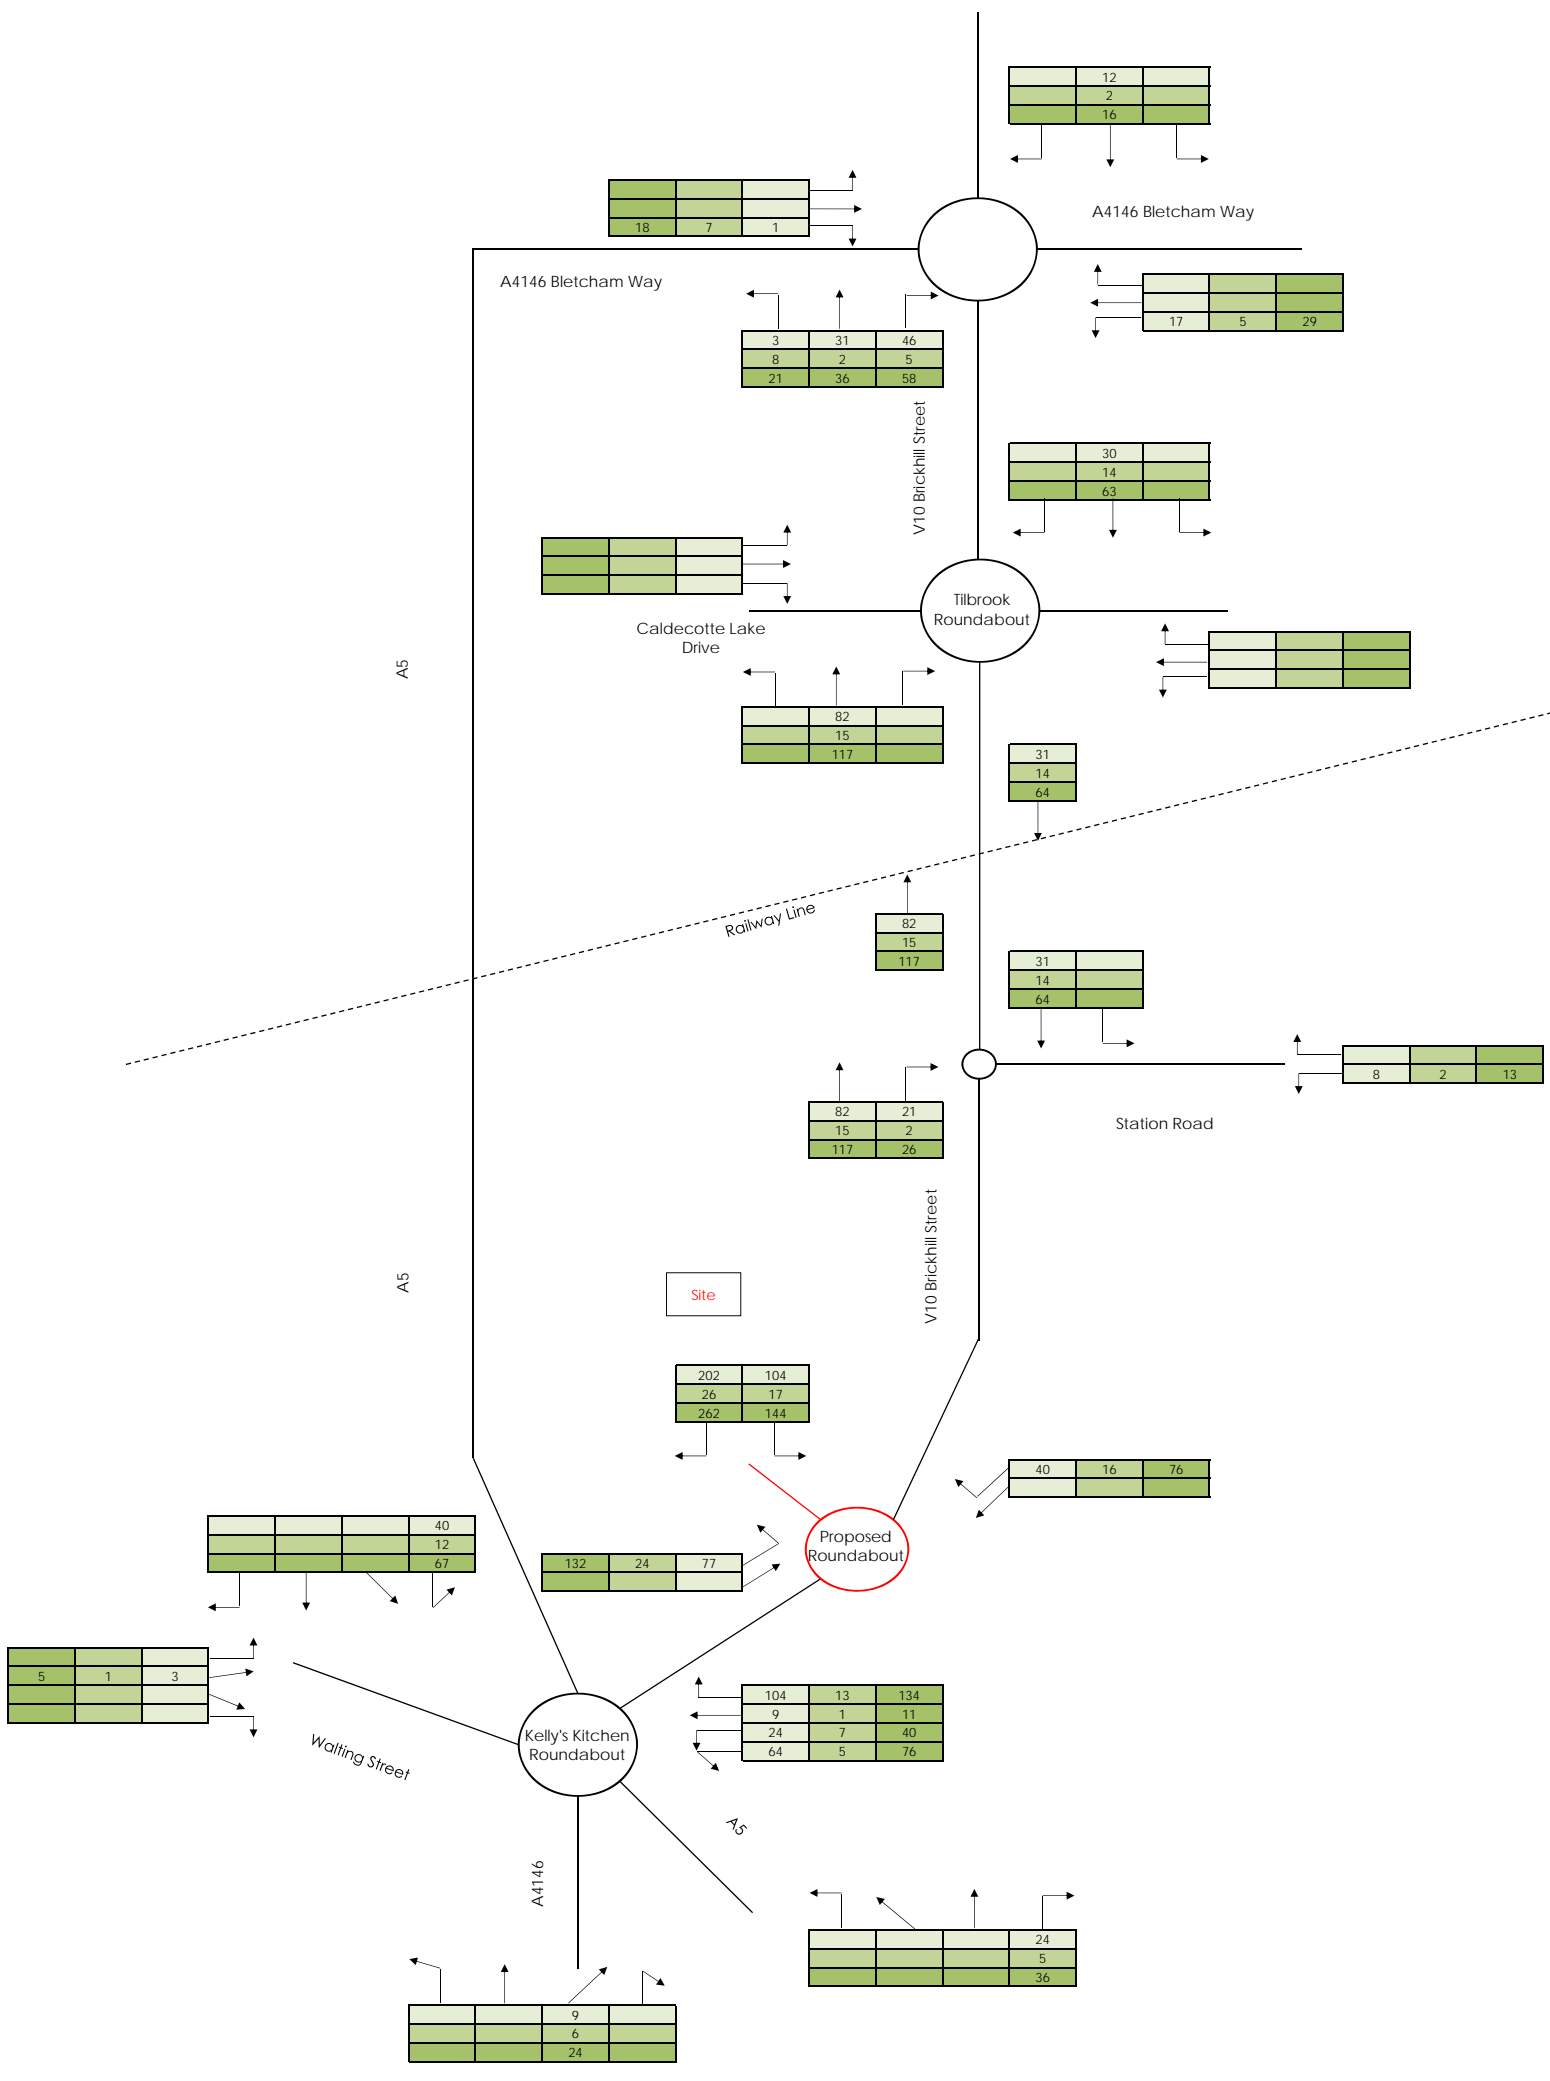 12
2
16
A4146 Bletcham Way
18 7 1
A4146 Bletcham Way
17 5 29
3 31 46
8 2 5
21 36 58
V10 Brickhill Street
30
14
63
Tilbrook
Roundabout
Caldecotte Lake
Drive
A5
82
15
117
31
14
64
Railway Line
82
15
117
31
14
64
8 2 13
82 21
15 2
117 26
Station Road
V10 Brickhill Street
A5
Site
202 104
26 17
262 144
40 16 76
40
12
67
Proposed
Roundabout
132 24 77
5 1 3
104 13 134
9 1 11
24 7 40
64 5 76
Kelly's Kitchen
Roundabout
Walting Street
A5
A4146
24
5
36
9
6
24